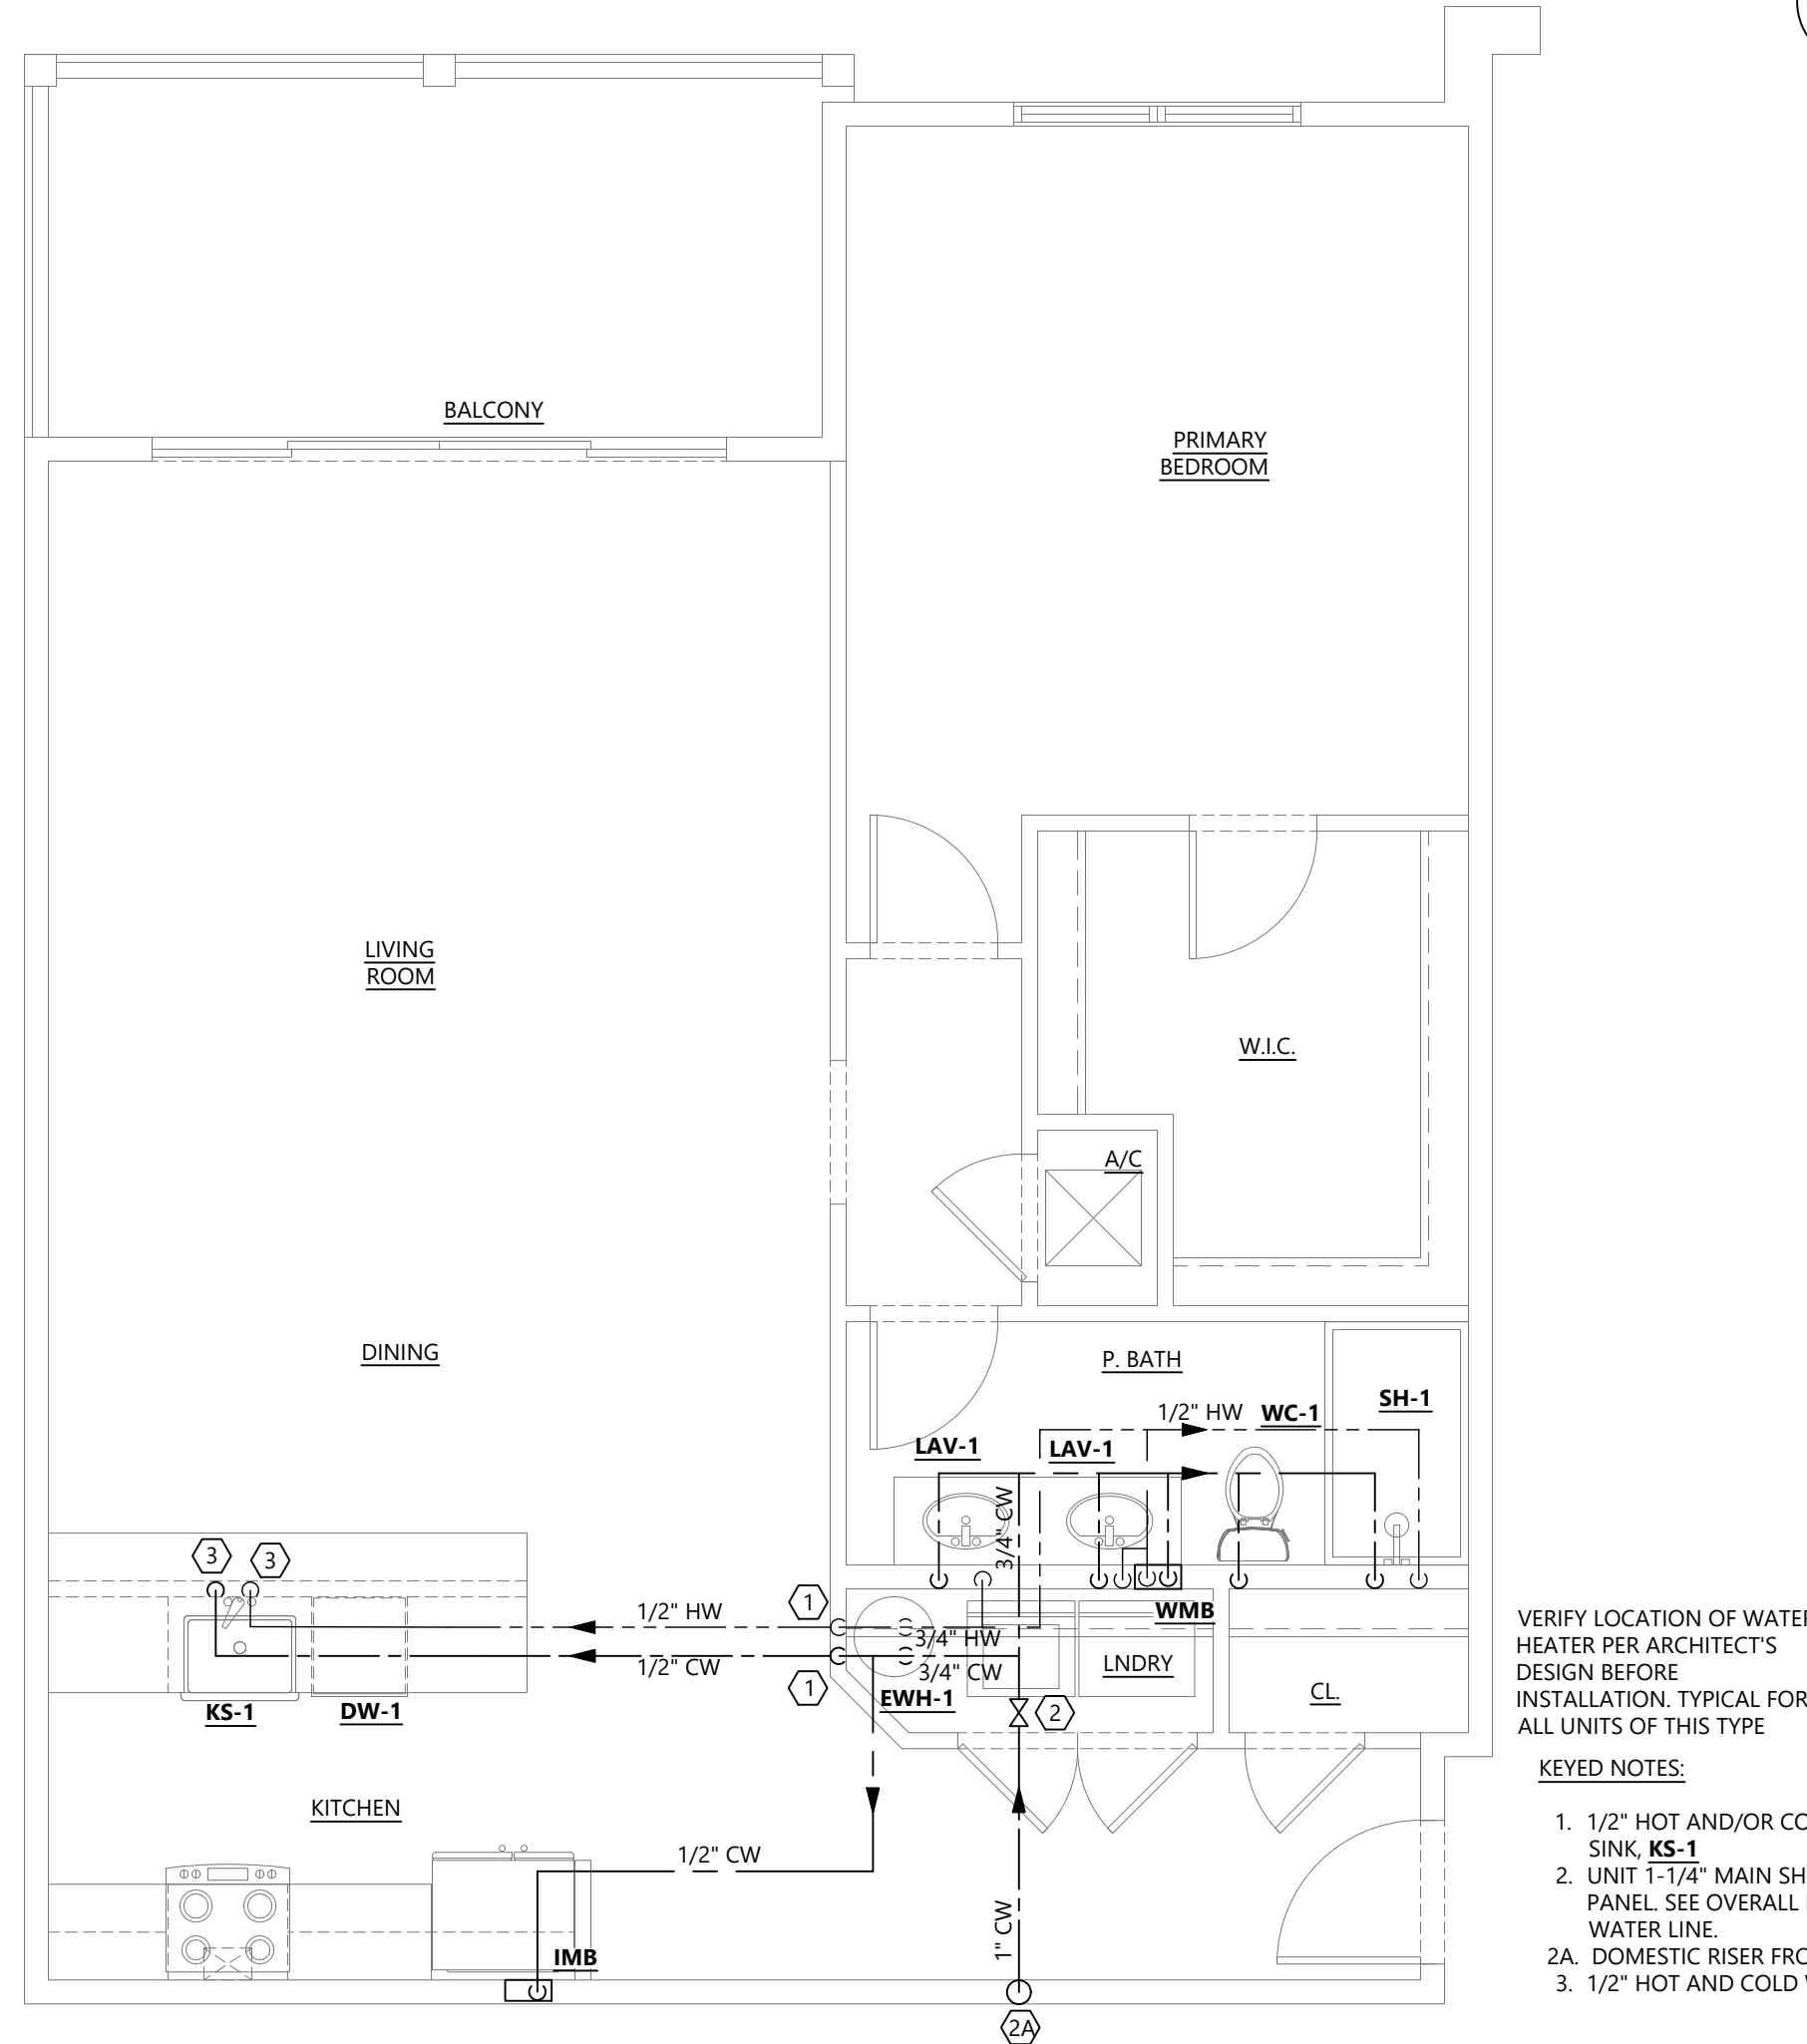 BALCONY
PRIMARY
BEDROOM
LIVING
ROOM
W.I.C.
A/C
DINING
P. BATH
SH-1
1/2" HW
WC-1
LAV-1
LAV-1
3/4" CW
3
3
1
1/2" HW
3/4" HW
WMB
1/2" CW
3/4" CW
LNDRY
1
EWH-1
2
CL.
KS-1
DW-1
KITCHEN
1/2" CW
1" CW
IMB
2A
VERIFY LOCATION OF WATER
HEATER PER ARCHITECT'S
DESIGN BEFORE
INSTALLATION. TYPICAL FOR
ALL UNITS OF THIS TYPE
KEYED NOTES:
1. 1/2" HOT AND/OR CO
SINK, KS-1
2. UNIT 1-1/4" MAIN SH
PANEL. SEE OVERALL
WATER LINE.
2A. DOMESTIC RISER FRO
3. 1/2" HOT AND COLD